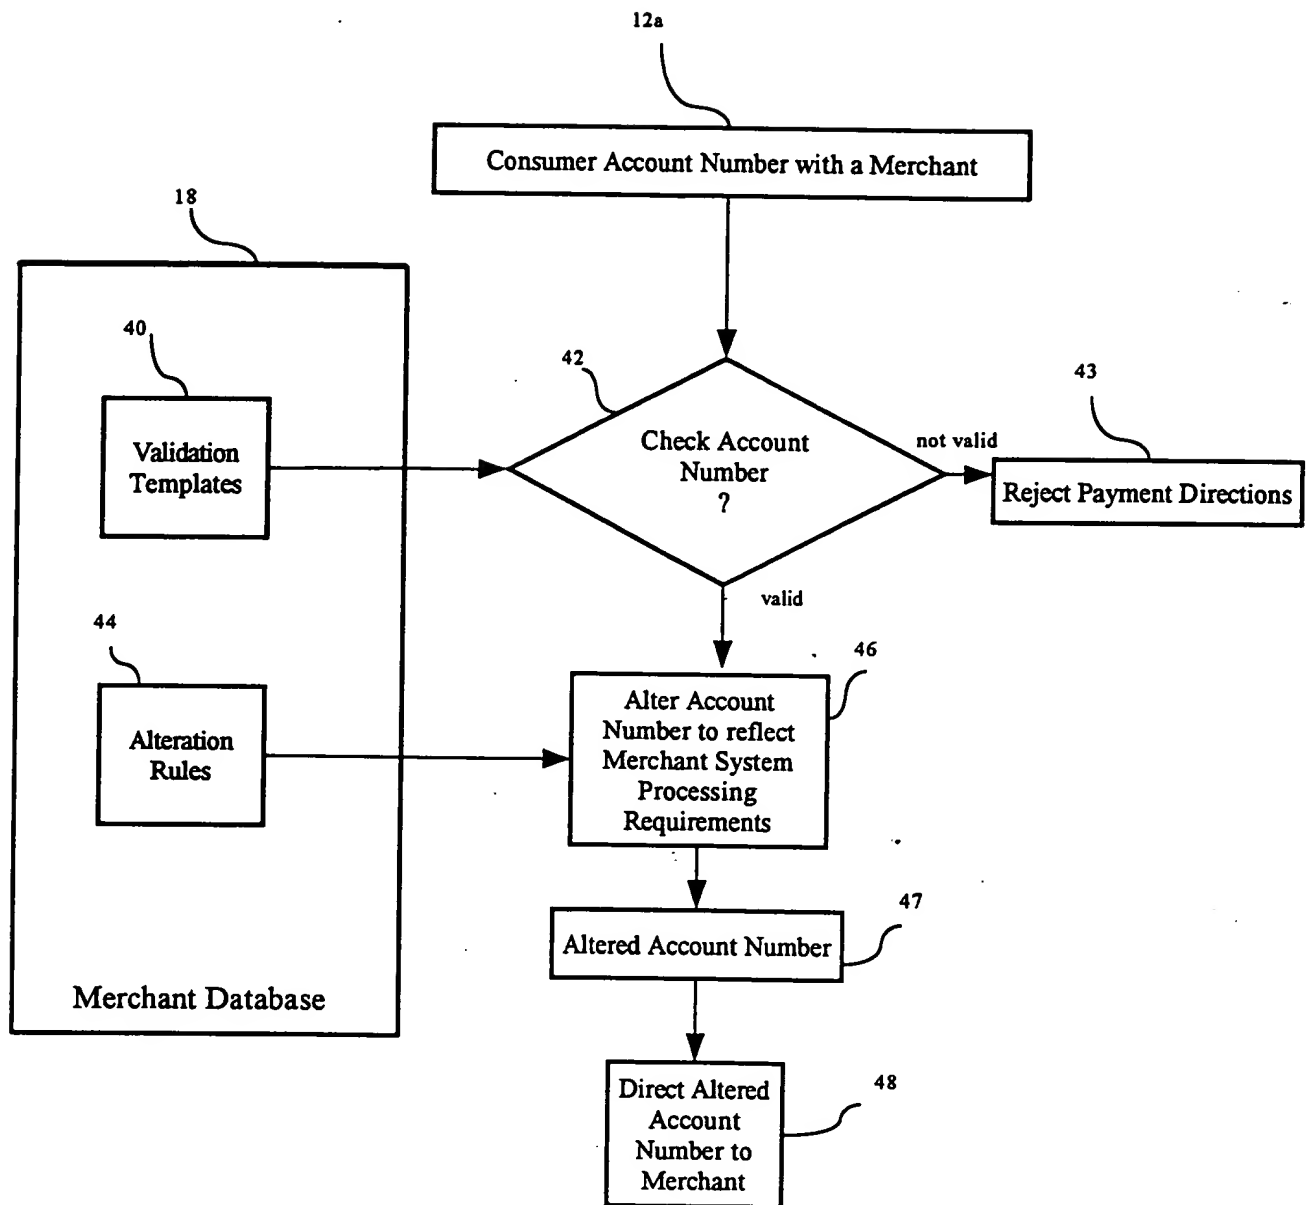 12a
Consumer Account Number with a Merchant
18
40
Validation
Templates
42
Check Account
Number
?
not valid
43
Reject Payment Directions
valid
44
Alteration
Rules
46
Alter Account
Number to reflect
Merchant System
Processing
Requirements
47
Altered Account Number
Merchant Database
48
Direct Altered
Account
Number to
Merchant